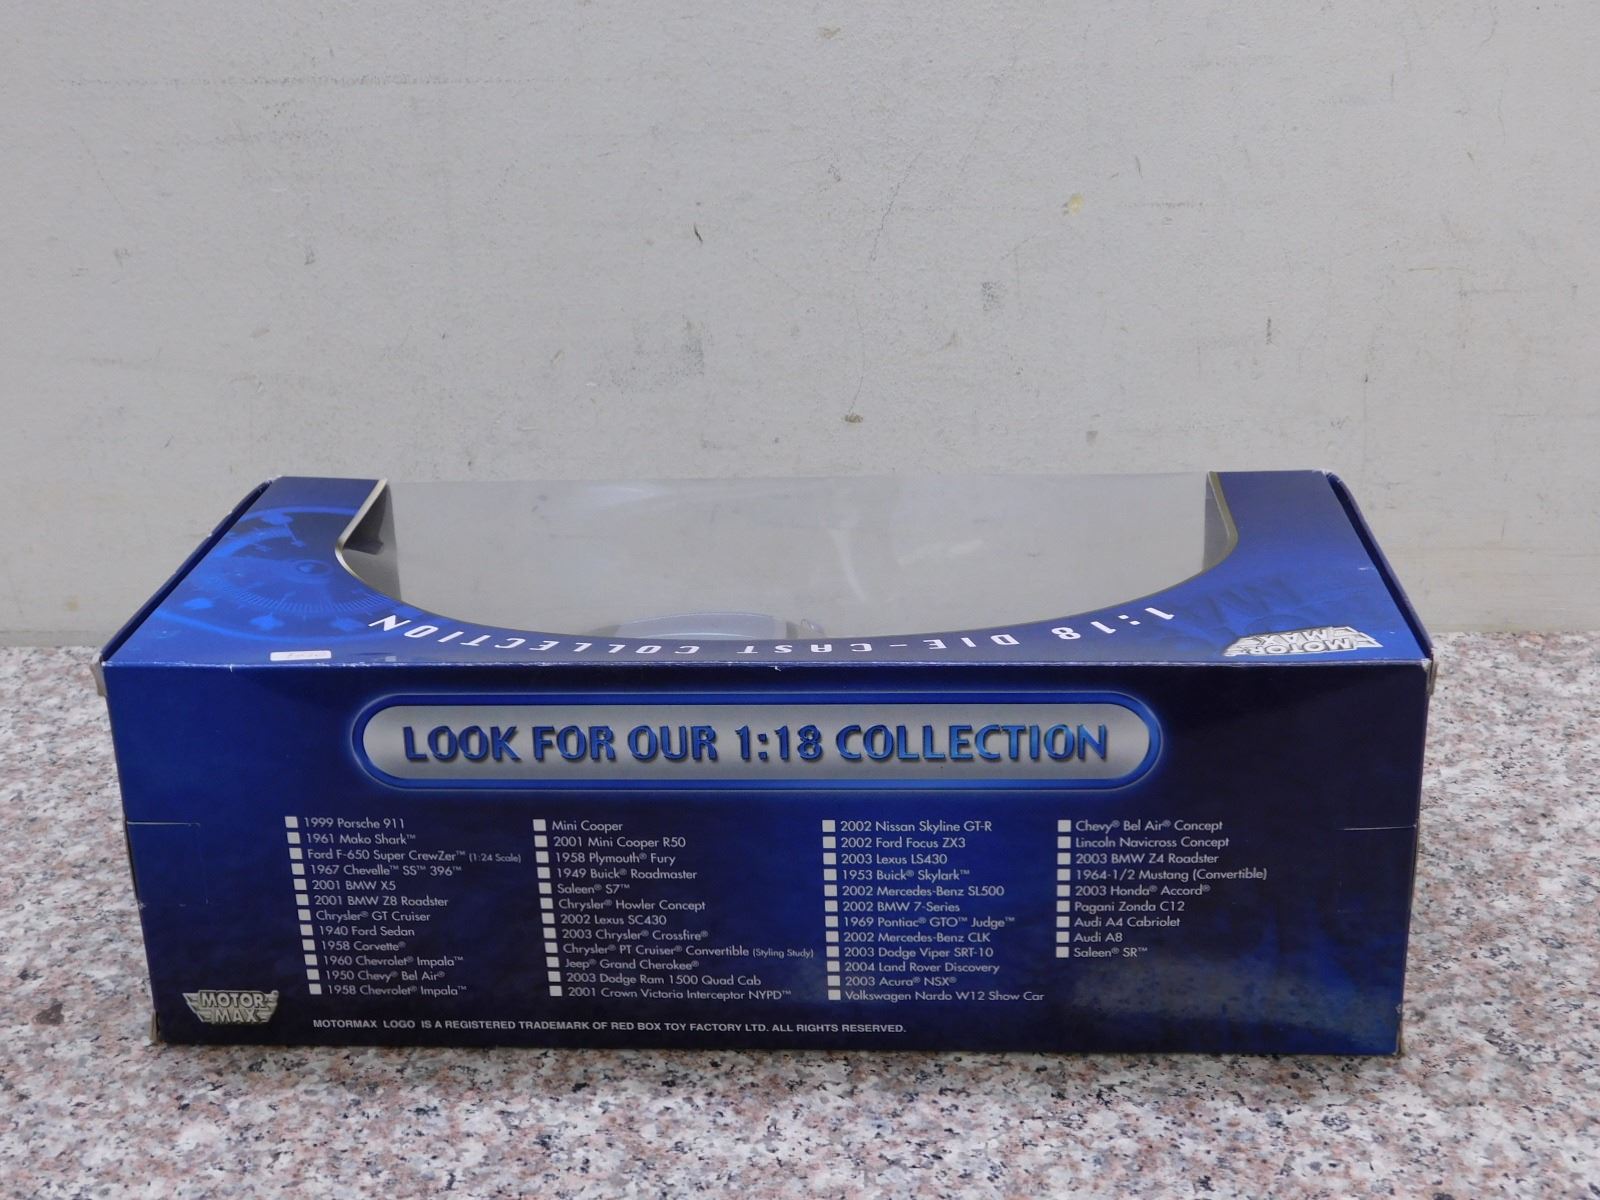 1:18 DIE-CAST COLLECTION
MOTOR MAX
LOOK FOR OUR 1:18 COLLECTION
1999 Porsche 911
1961 Mako Shark™
Ford F-650 Super CrewZer™ (1:24 Scale)
1967 Chevelle™ SS™ 396™
2001 BMW X5
2001 BMW Z8 Roadster
Chrysler® GT Cruiser
1940 Ford Sedan
1958 Corvette®
1960 Chevrolet® Impala™
1950 Chevy® Bel Air®
1958 Chevrolet® Impala™
Mini Cooper
2001 Mini Cooper R50
1958 Plymouth® Fury
1949 Buick® Roadmaster
Saleen® S7™
Chrysler® Howler Concept
2002 Lexus SC430
2003 Chrysler® Crossfire®
Chrysler® PT Cruiser® Convertible (Styling Study)
Jeep® Grand Cherokee®
2003 Dodge Ram 1500 Quad Cab
2001 Crown Victoria Interceptor NYPD™
2002 Nissan Skyline GT-R
2002 Ford Focus ZX3
2003 Lexus LS430
1953 Buick® Skylark™
2002 Mercedes-Benz SL500
2002 BMW 7-Series
1969 Pontiac® GTO™ Judge™
2002 Mercedes-Benz CLK
2003 Dodge Viper SRT-10
2004 Land Rover Discovery
2003 Acura® NSX®
Volkswagen Nardo W12 Show Car
Chevy® Bel Air® Concept
Lincoln Navicross Concept
2003 BMW Z4 Roadster
1964-1/2 Mustang (Convertible)
2003 Honda® Accord®
Pagani Zonda C12
Audi A4 Cabriolet
Audi A8
Saleen® SR™
MOTOR
MAX
MOTORMAX LOGO IS A REGISTERED TRADEMARK OF RED BOX TOY FACTORY LTD. ALL RIGHTS RESERVED.